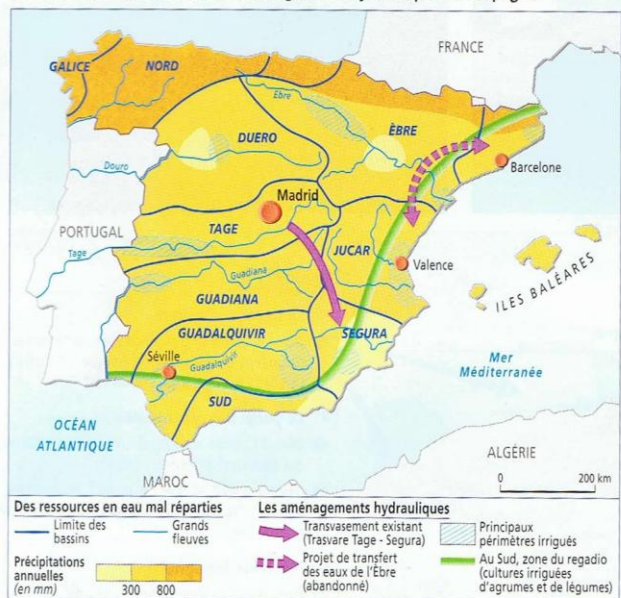 FRANCE
GALICE
NORD
Ebre
DUERO
ÈBRE
Douro
Barcelone
Madrid
PORTUGAL
TAGE
JUCAR
Tage
Valence
Guadiana
ILES BALÉARES
GUADIANA
GUADALQUIVIR
SEGURA
Séville
Guadalquivir
Mer
Méditerranée
SUD
OCÉAN
ATLANTIQUE
ALGÉRIE
MAROC
0 200 km
Des ressources en eau mal réparties
Limite des
bassins
Grands
fleuves
Précipitations
annuelles
(en mm)
300 800
Les aménagements hydrauliques
Transvasement existant
(Trasvare Tage - Segura)
Projet de transfert
des eaux de l'Èbre
(abandonné)
Principaux
périmètres irrigués
Au Sud, zone du regadio
(cultures irriguées
d'agrumes et de légumes)